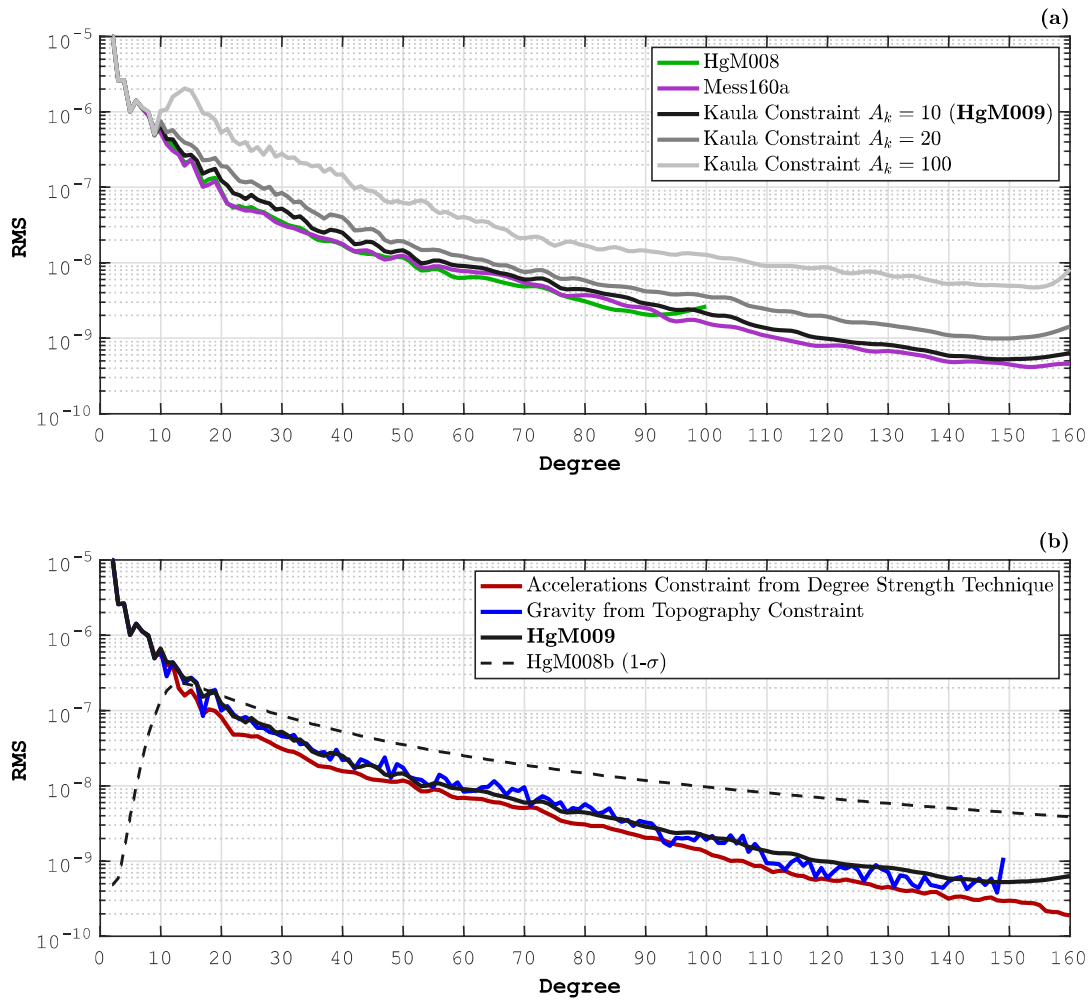 (a)
10^-5
10^-6
10^-7
10^-8
10^-9
10^-10
RMS
HgM008
Mess160a
Kaula Constraint A_k = 10 (HgM009)
Kaula Constraint A_k = 20
Kaula Constraint A_k = 100
0 10 20 30 40 50 60 70 80 90 100 110 120 130 140 150 160
Degree
(b)
10^-5
10^-6
10^-7
10^-8
10^-9
10^-10
RMS
Accelerations Constraint from Degree Strength Technique
Gravity from Topography Constraint
HgM009
HgM008b (1-σ)
0 10 20 30 40 50 60 70 80 90 100 110 120 130 140 150 160
Degree